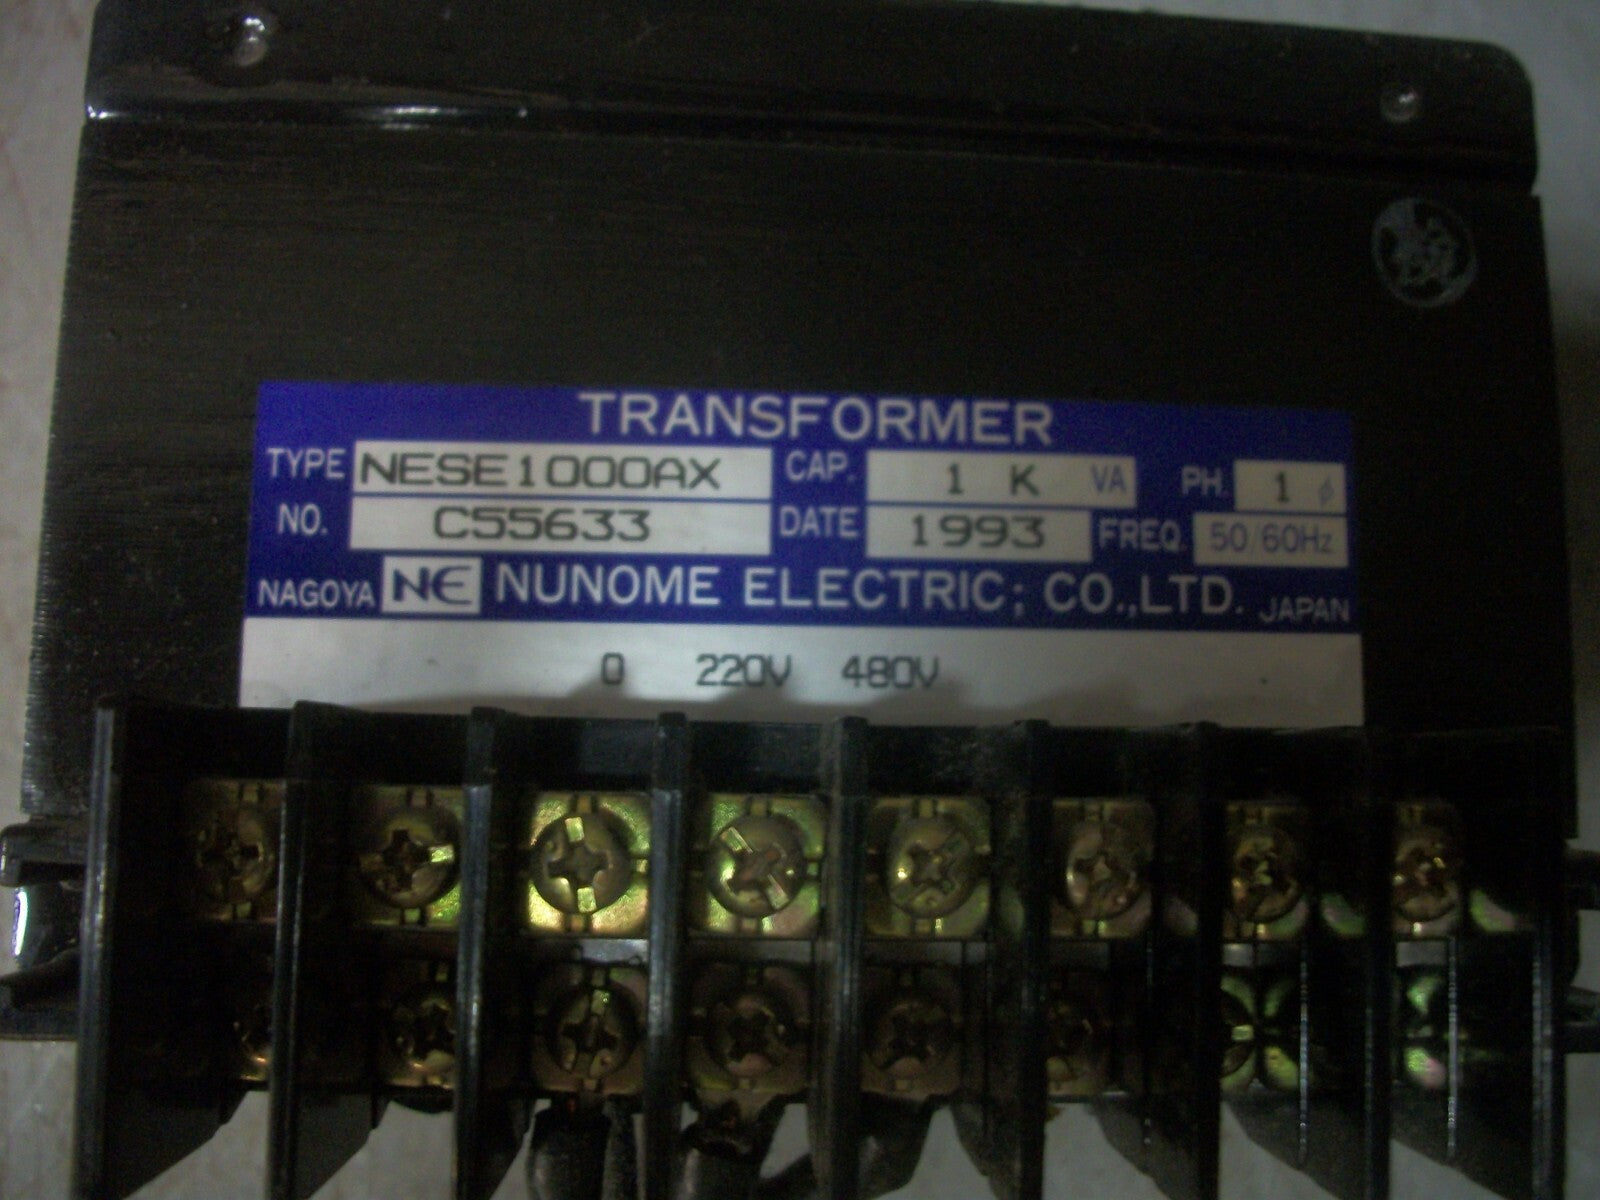 TRANSFORMER
TYPE NESE1000AX CAP. 1 K VA PH. 1 φ
NO. C55633 DATE 1993 FREQ. 50/60Hz
NAGOYA NE NUNOME ELECTRIC; CO.,LTD. JAPAN
0 220V 480V